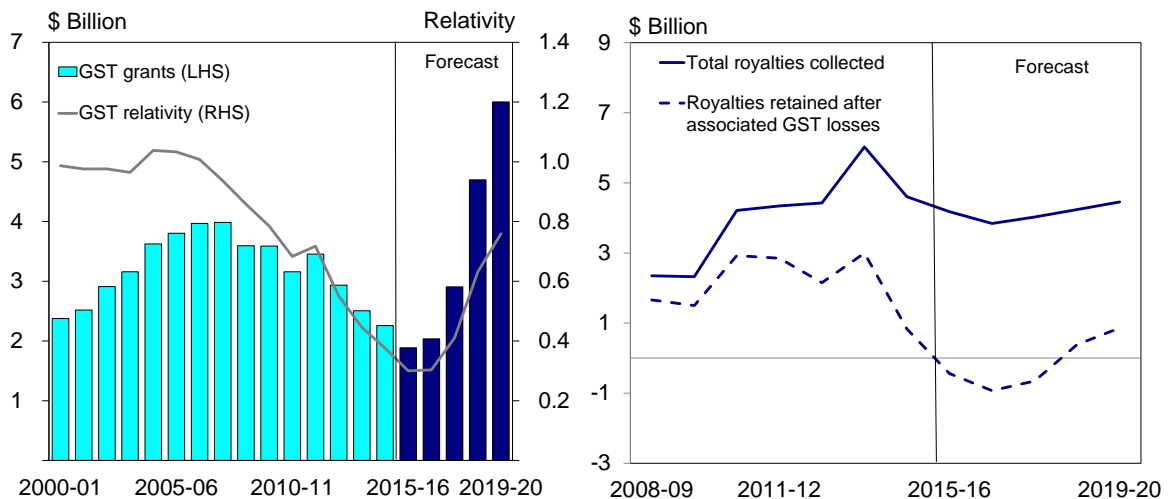 $ Billion
Relativity
7
6
5
4
3
2
1
1.4
1.2
1.0
0.8
0.6
0.4
0.2
GST grants (LHS)
GST relativity (RHS)
Forecast
2000-01 2005-06 2010-11 2015-16 2019-20
$ Billion
9
7
5
3
1
-1
-3
Total royalties collected
Royalties retained after
associated GST losses
Forecast
2008-09 2011-12 2015-16 2019-20